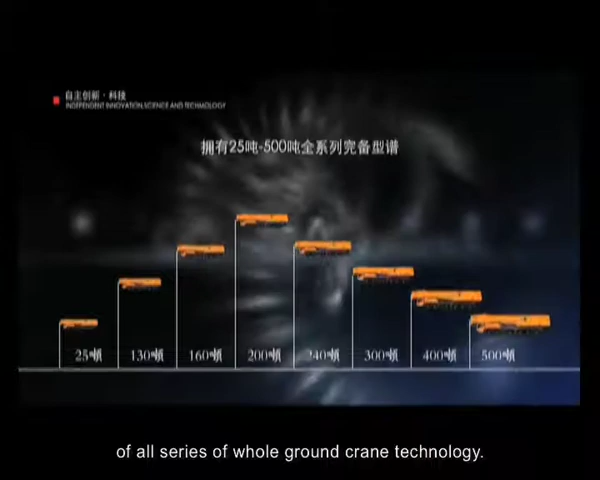 自主创新·科技
INDEPENDENT INNOVATION,SCIENCE AND TECHNOLOGY
拥有25吨-500吨全系列完备型谱
25吨 130吨 160吨 200吨 240吨 300吨 400吨 500吨
of all series of whole ground crane technology.